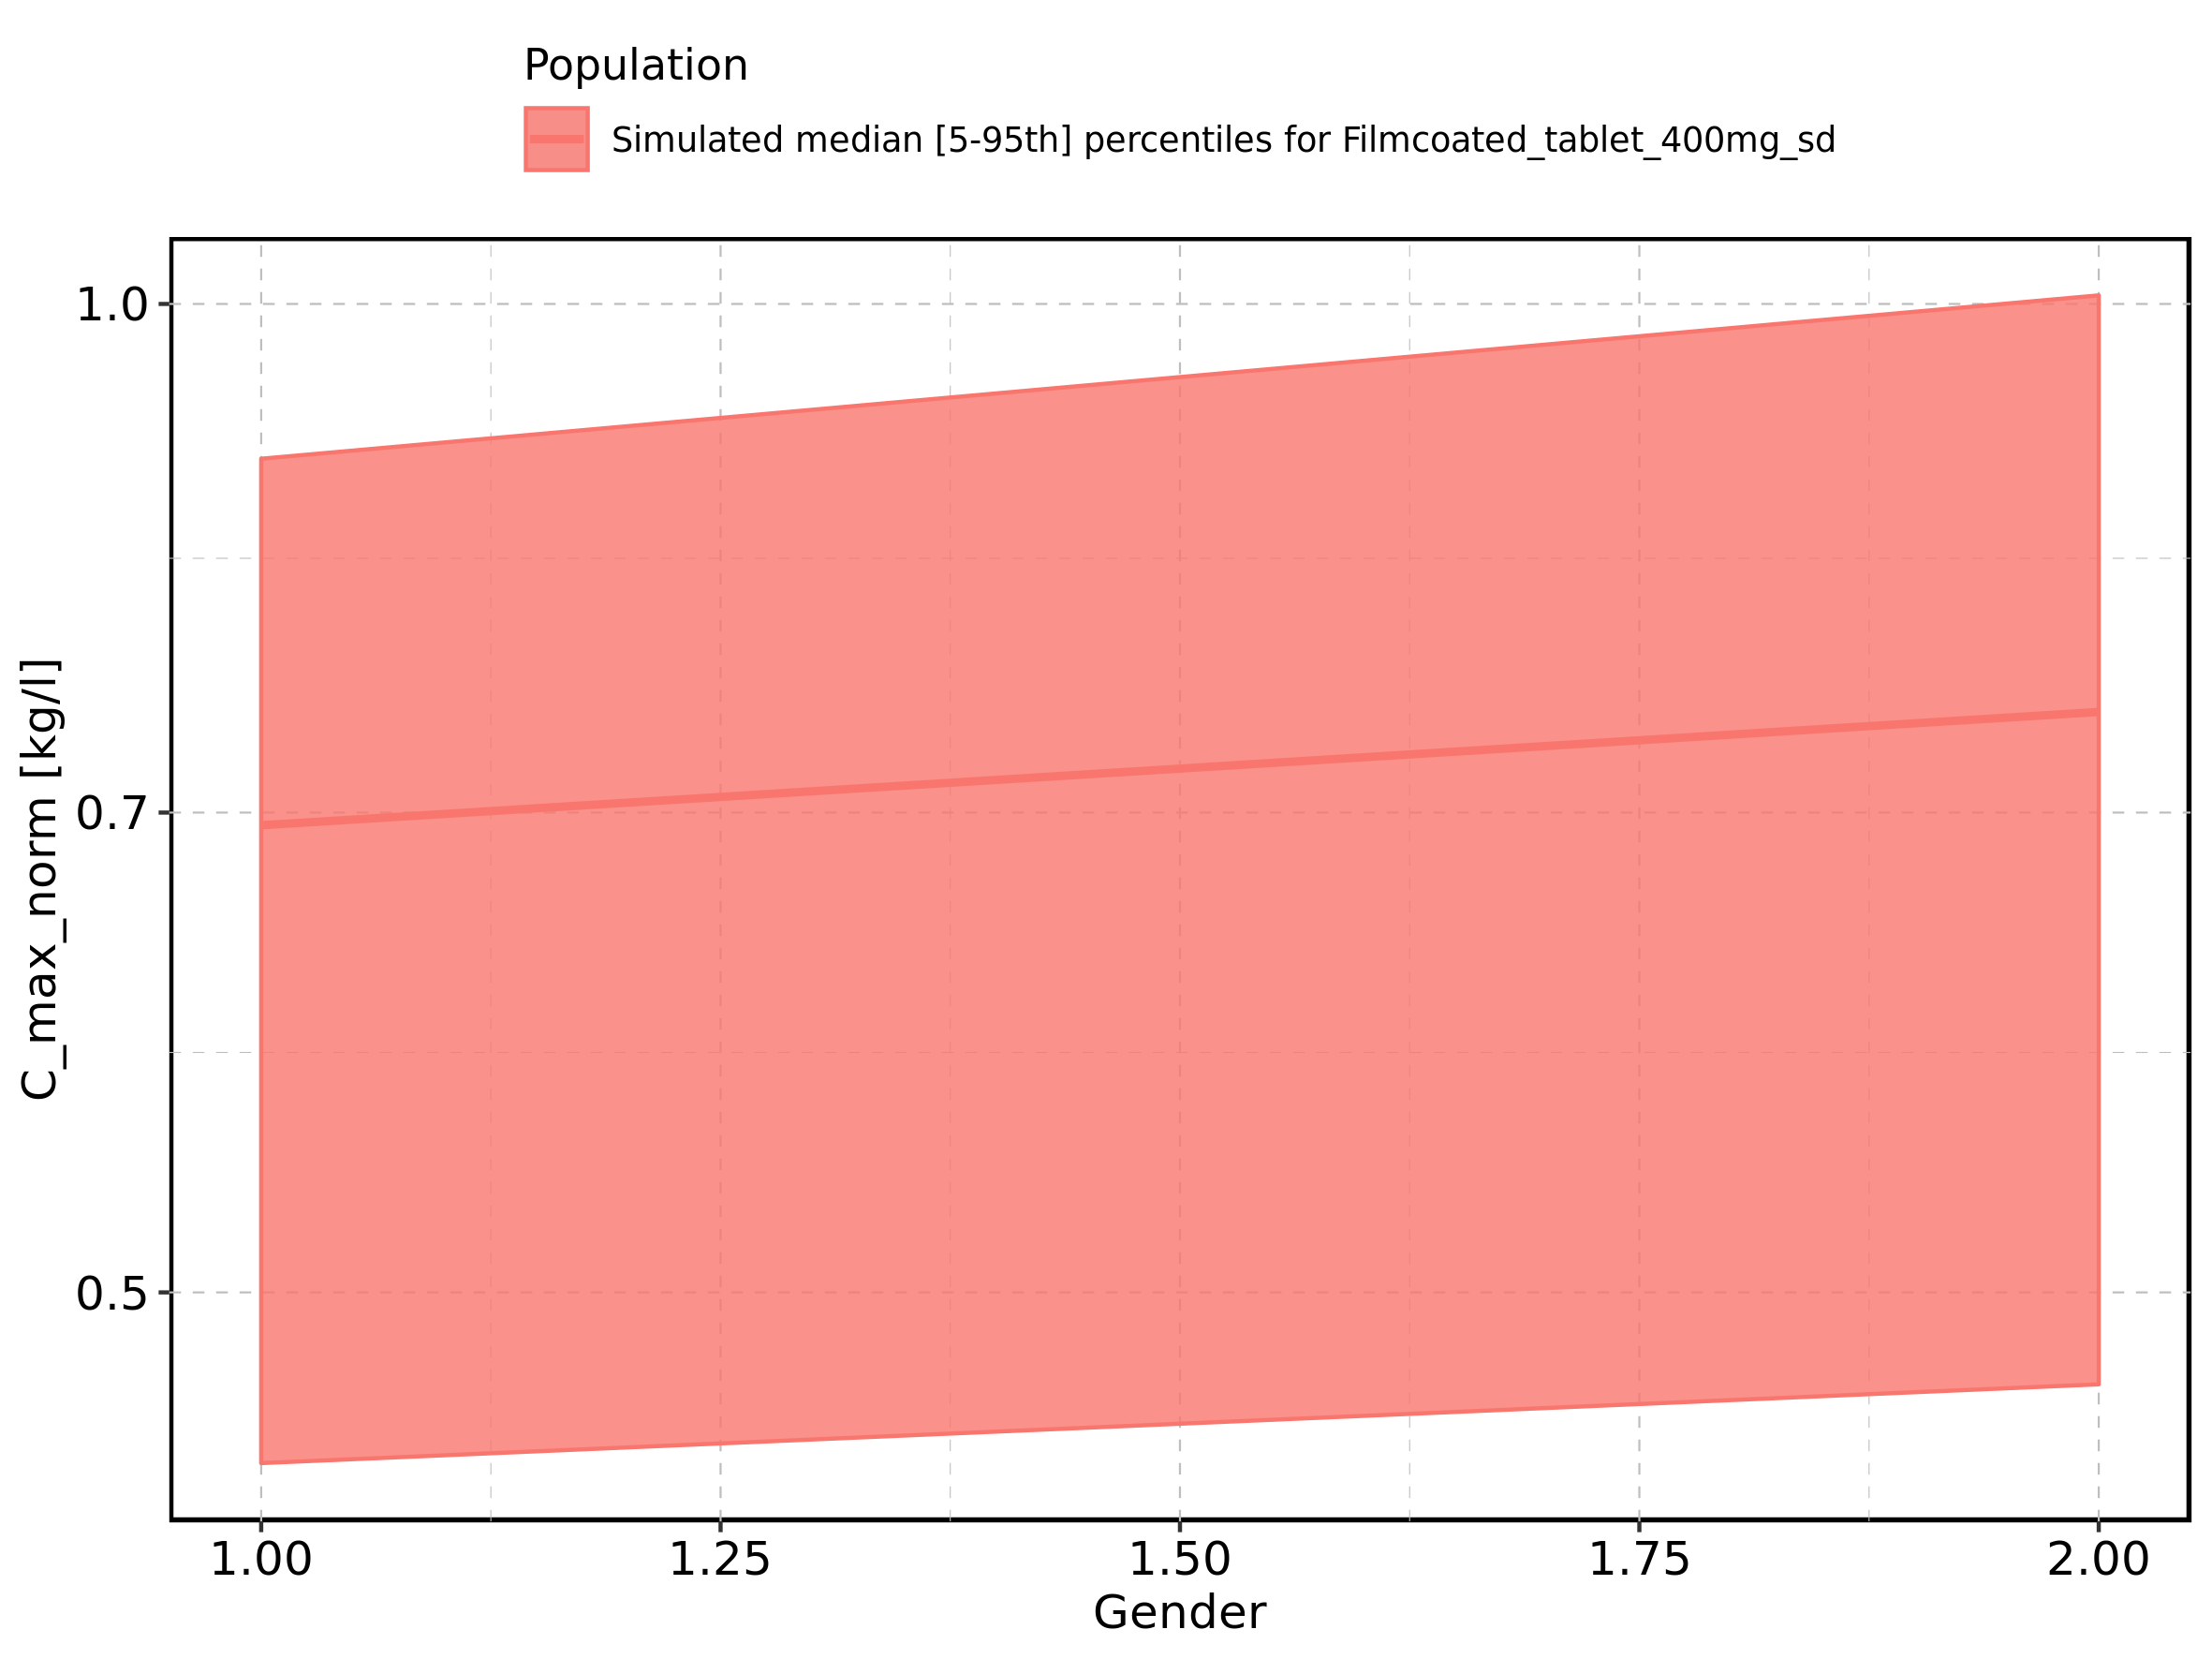 Population
Simulated median [5-95th] percentiles for Filmcoated_tablet_400mg_sd
C_max_norm [kg/l]
1.0
0.7
0.5
1.00 1.25 1.50 1.75 2.00
Gender